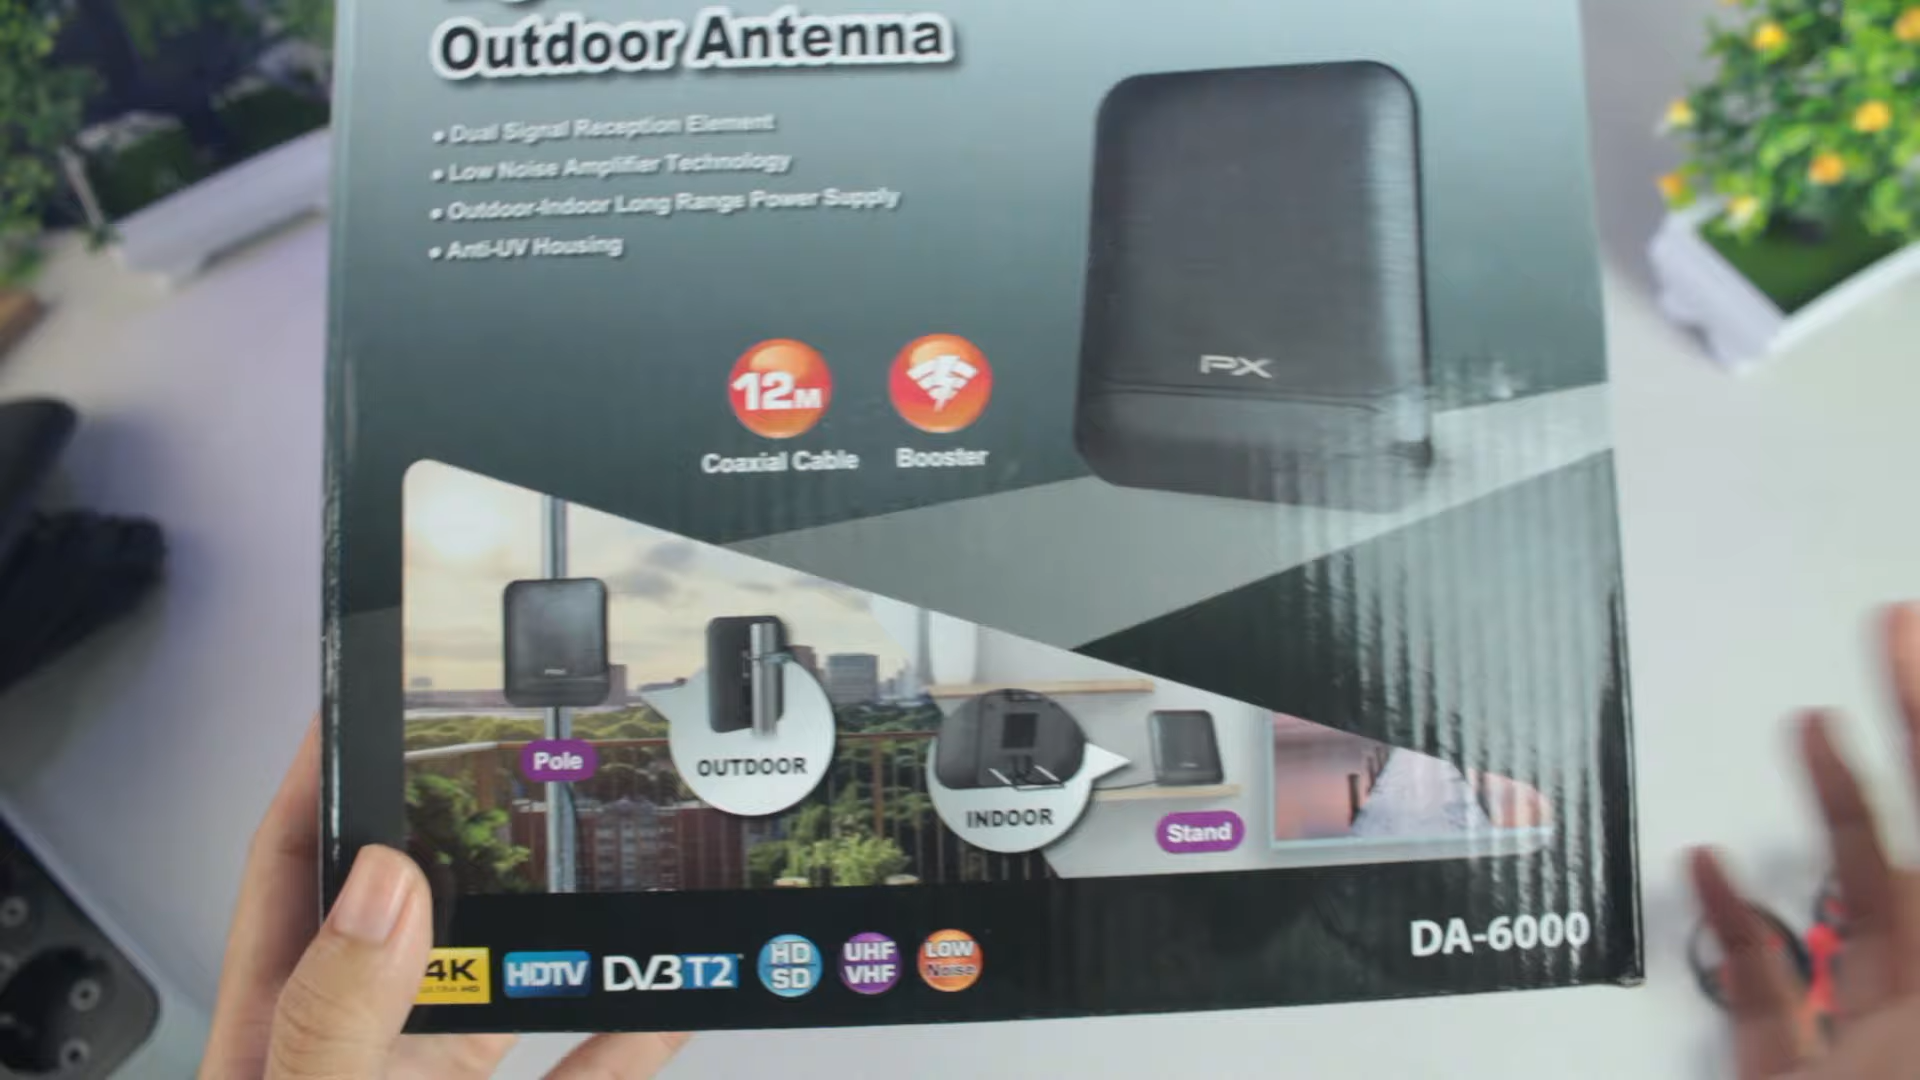 Outdoor Antenna
• Dual Signal Reception Element
• Low Noise Amplifier Technology
• Outdoor-Indoor Long Range Power Supply
• Anti-UV Housing
PX
12M
Coaxial Cable
Booster
Pole
OUTDOOR
INDOOR
Stand
DA-6000
4K
ULTRA HD
HDTV
DVB T2
HD
SD
UHF
VHF
LOW
Noise